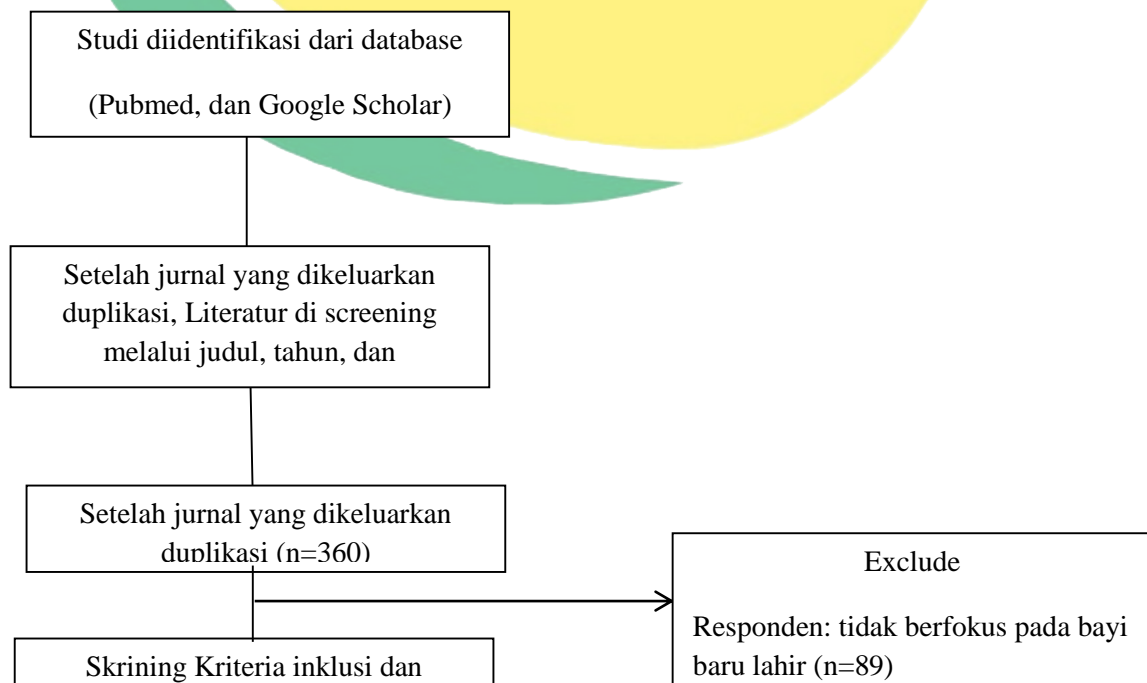 Studi diidentifikasi dari database
(Pubmed, dan Google Scholar)
Setelah jurnal yang dikeluarkan
duplikasi, Literatur di screening
melalui judul, tahun, dan
Setelah jurnal yang dikeluarkan
duplikasi (n=360)
Exclude
Responden: tidak berfokus pada bayi
baru lahir (n=89)
Skrining Kriteria inklusi dan